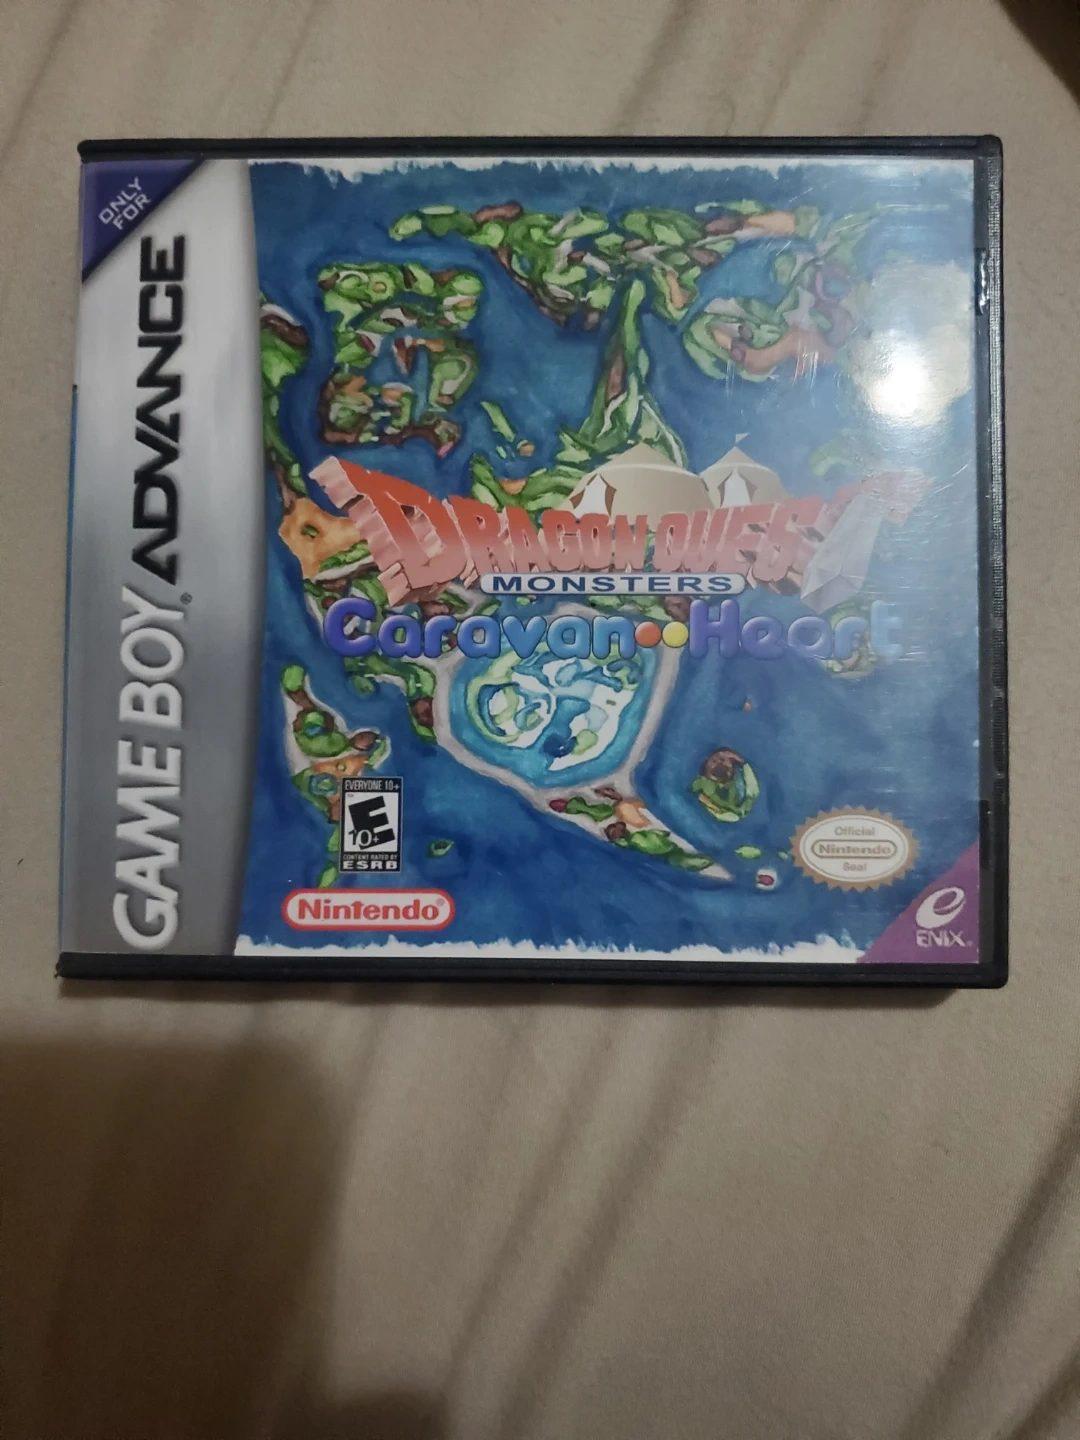 ONLY
FOR
GAME BOY ADVANCE
DRAGON QUEST
MONSTERS
Caravan Heart
EVERYONE 10+
E
10+
CONTENT RATED BY
ESRB
Nintendo®
Official
Nintendo
Seal
e
ENIX®